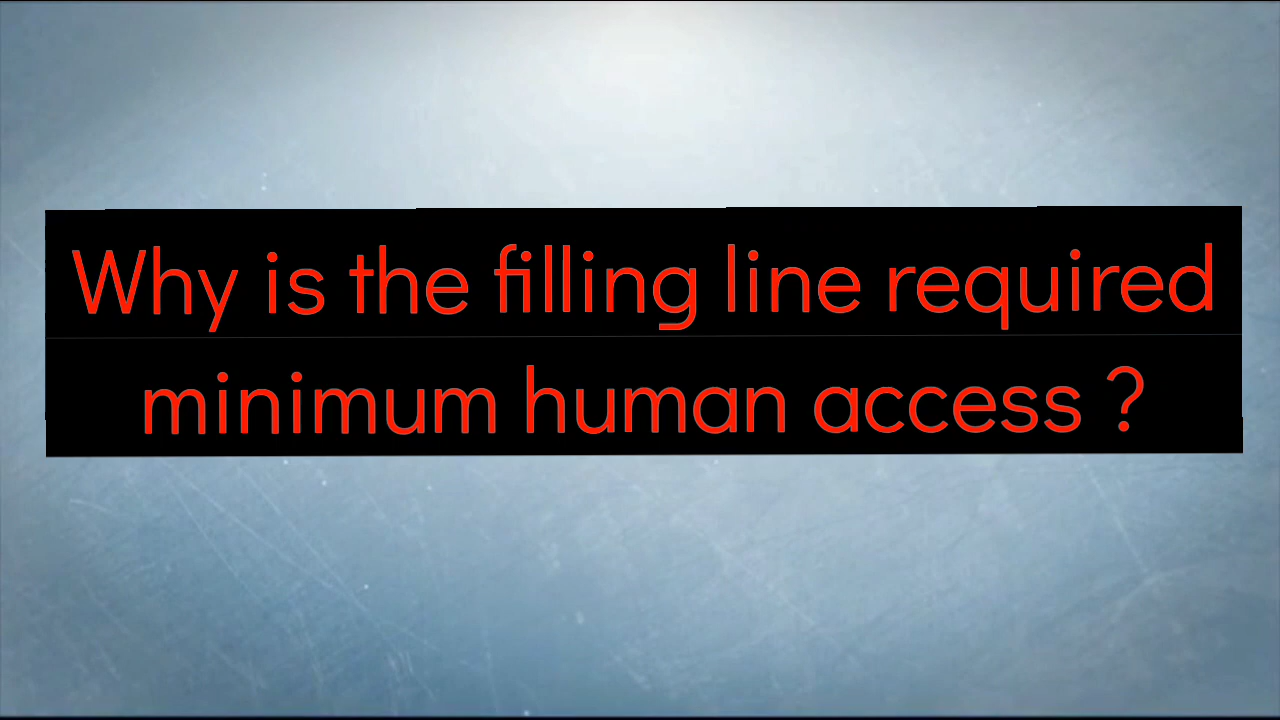 Why is the filling line required
minimum human access ?